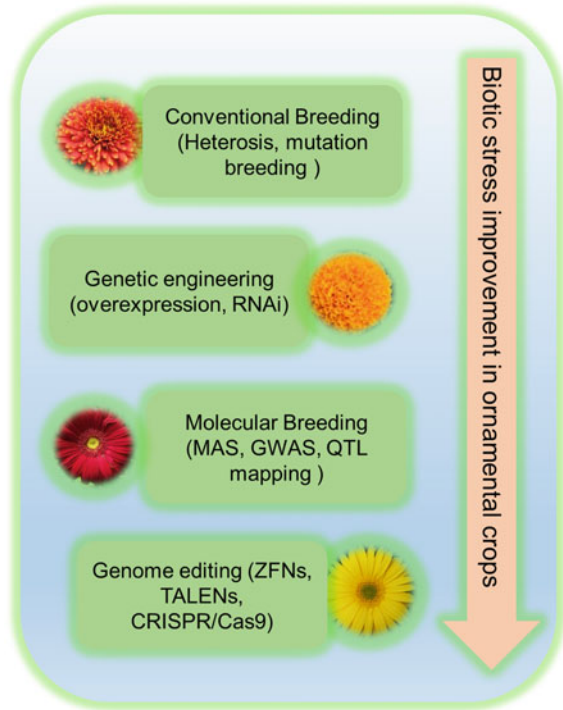 Conventional Breeding
(Heterosis, mutation
breeding )
Genetic engineering
(overexpression, RNAi)
Molecular Breeding
(MAS, GWAS, QTL
mapping )
Genome editing (ZFNs,
TALENs,
CRISPR/Cas9)
Biotic stress improvement in ornamental crops